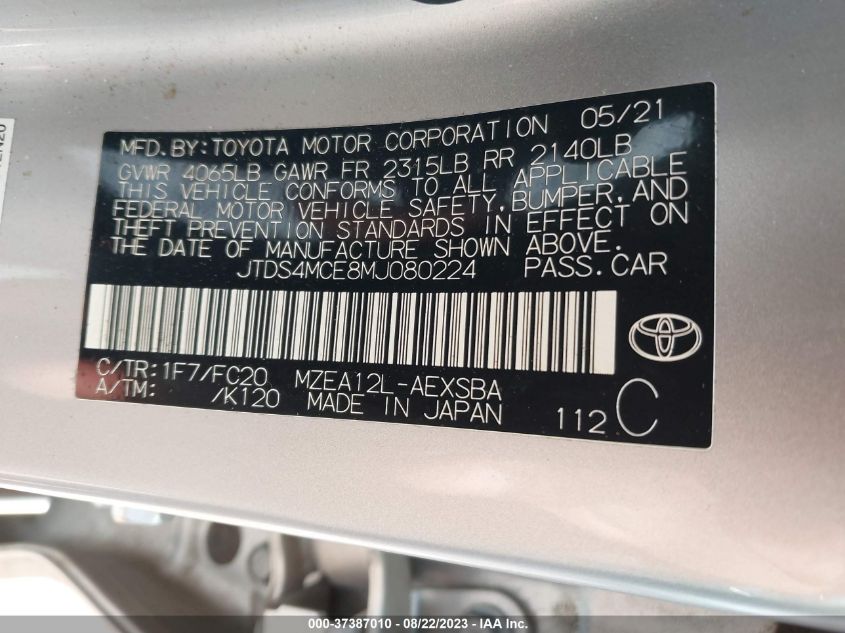 MFD.BY:TOYOTA MOTOR CORPORATION 05/21
GVWR 4065LB GAWR FR 2315LB RR 2140LB
THIS VEHICLE CONFORMS TO ALL APPLICABLE
FEDERAL MOTOR VEHICLE SAFETY,BUMPER,AND
THEFT PREVENTION STANDARDS IN EFFECT ON
THE DATE OF MANUFACTURE SHOWN ABOVE.
JTDS4MCE8MJ080224 PASS.CAR
C/TR:1F7/FC20 MZEA12L-AEXSBA
A/TM: /K120 MADE IN JAPAN 112 C
000-37387010 - 08/22/2023 - © IAA Inc.